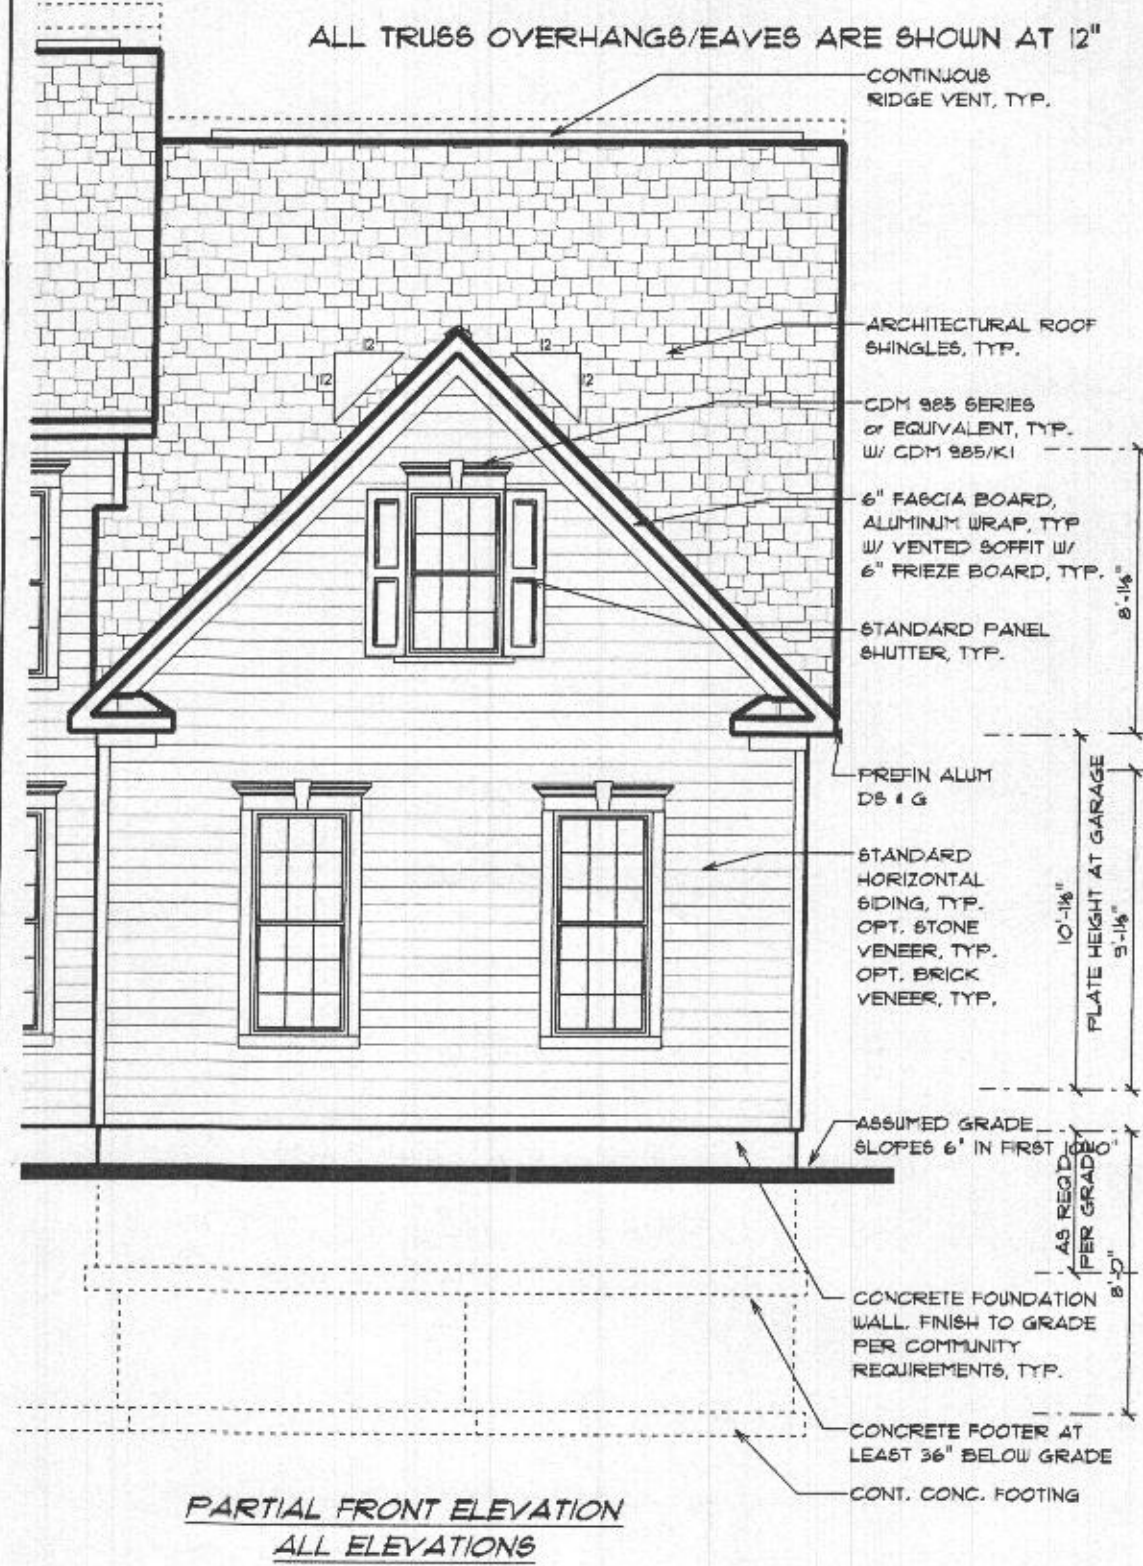 ALL TRUSS OVERHANGS/EAVES ARE SHOWN AT 12"
CONTINUOUS
RIDGE VENT, TYP.
12
12
12
12
ARCHITECTURAL ROOF
SHINGLES, TYP.
CDM 985 SERIES
or EQUIVALENT, TYP.
W/ CDM 985/K1
6" FASCIA BOARD,
ALUMINUM WRAP, TYP
W/ VENTED SOFFIT W/
6" FRIEZE BOARD, TYP.
8'-1⅛"
STANDARD PANEL
SHUTTER, TYP.
PREFIN ALUM
DS & G
STANDARD
HORIZONTAL
SIDING, TYP.
OPT. STONE
VENEER, TYP.
OPT. BRICK
VENEER, TYP.
10'-1⅛"
PLATE HEIGHT AT GARAGE
9'-1⅛"
ASSUMED GRADE
SLOPES 6" IN FIRST
AS REQ'D
PER GRADE
8'-0"
CONCRETE FOUNDATION
WALL. FINISH TO GRADE
PER COMMUNITY
REQUIREMENTS, TYP.
CONCRETE FOOTER AT
LEAST 36" BELOW GRADE
CONT. CONC. FOOTING
PARTIAL FRONT ELEVATION
ALL ELEVATIONS